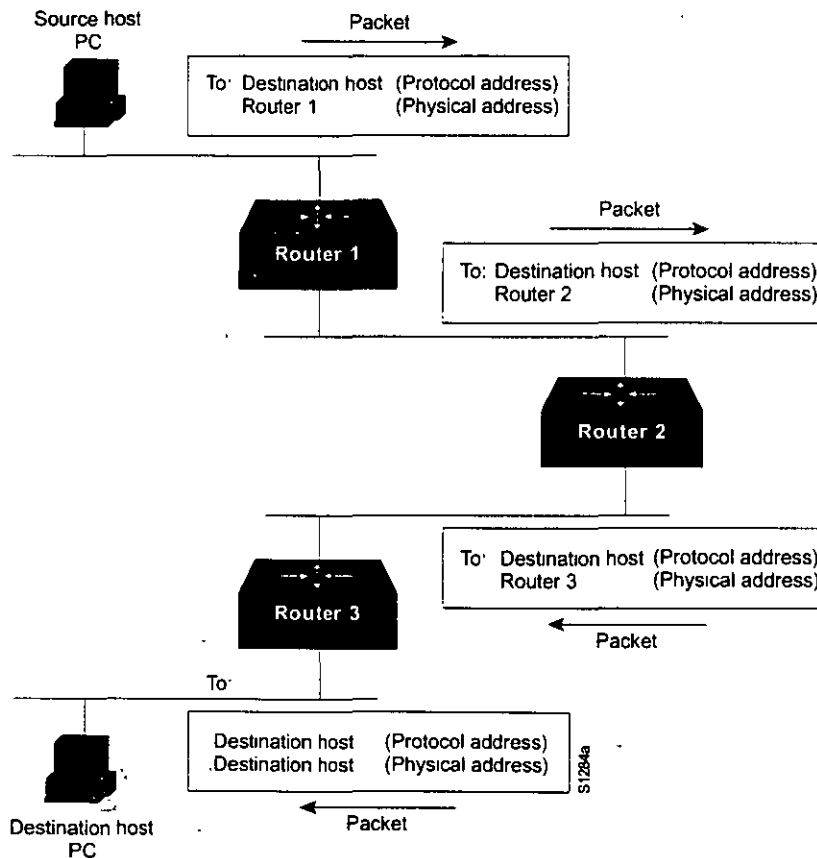 Source host
PC
Packet
To: Destination host (Protocol address)
Router 1 (Physical address)
Router 1
Packet
To: Destination host (Protocol address)
Router 2 (Physical address)
Router 2
To: Destination host (Protocol address)
Router 3 (Physical address)
Packet
Router 3
To:
Destination host (Protocol address)
Destination host (Physical address)
S1284a
Packet
Destination host
PC